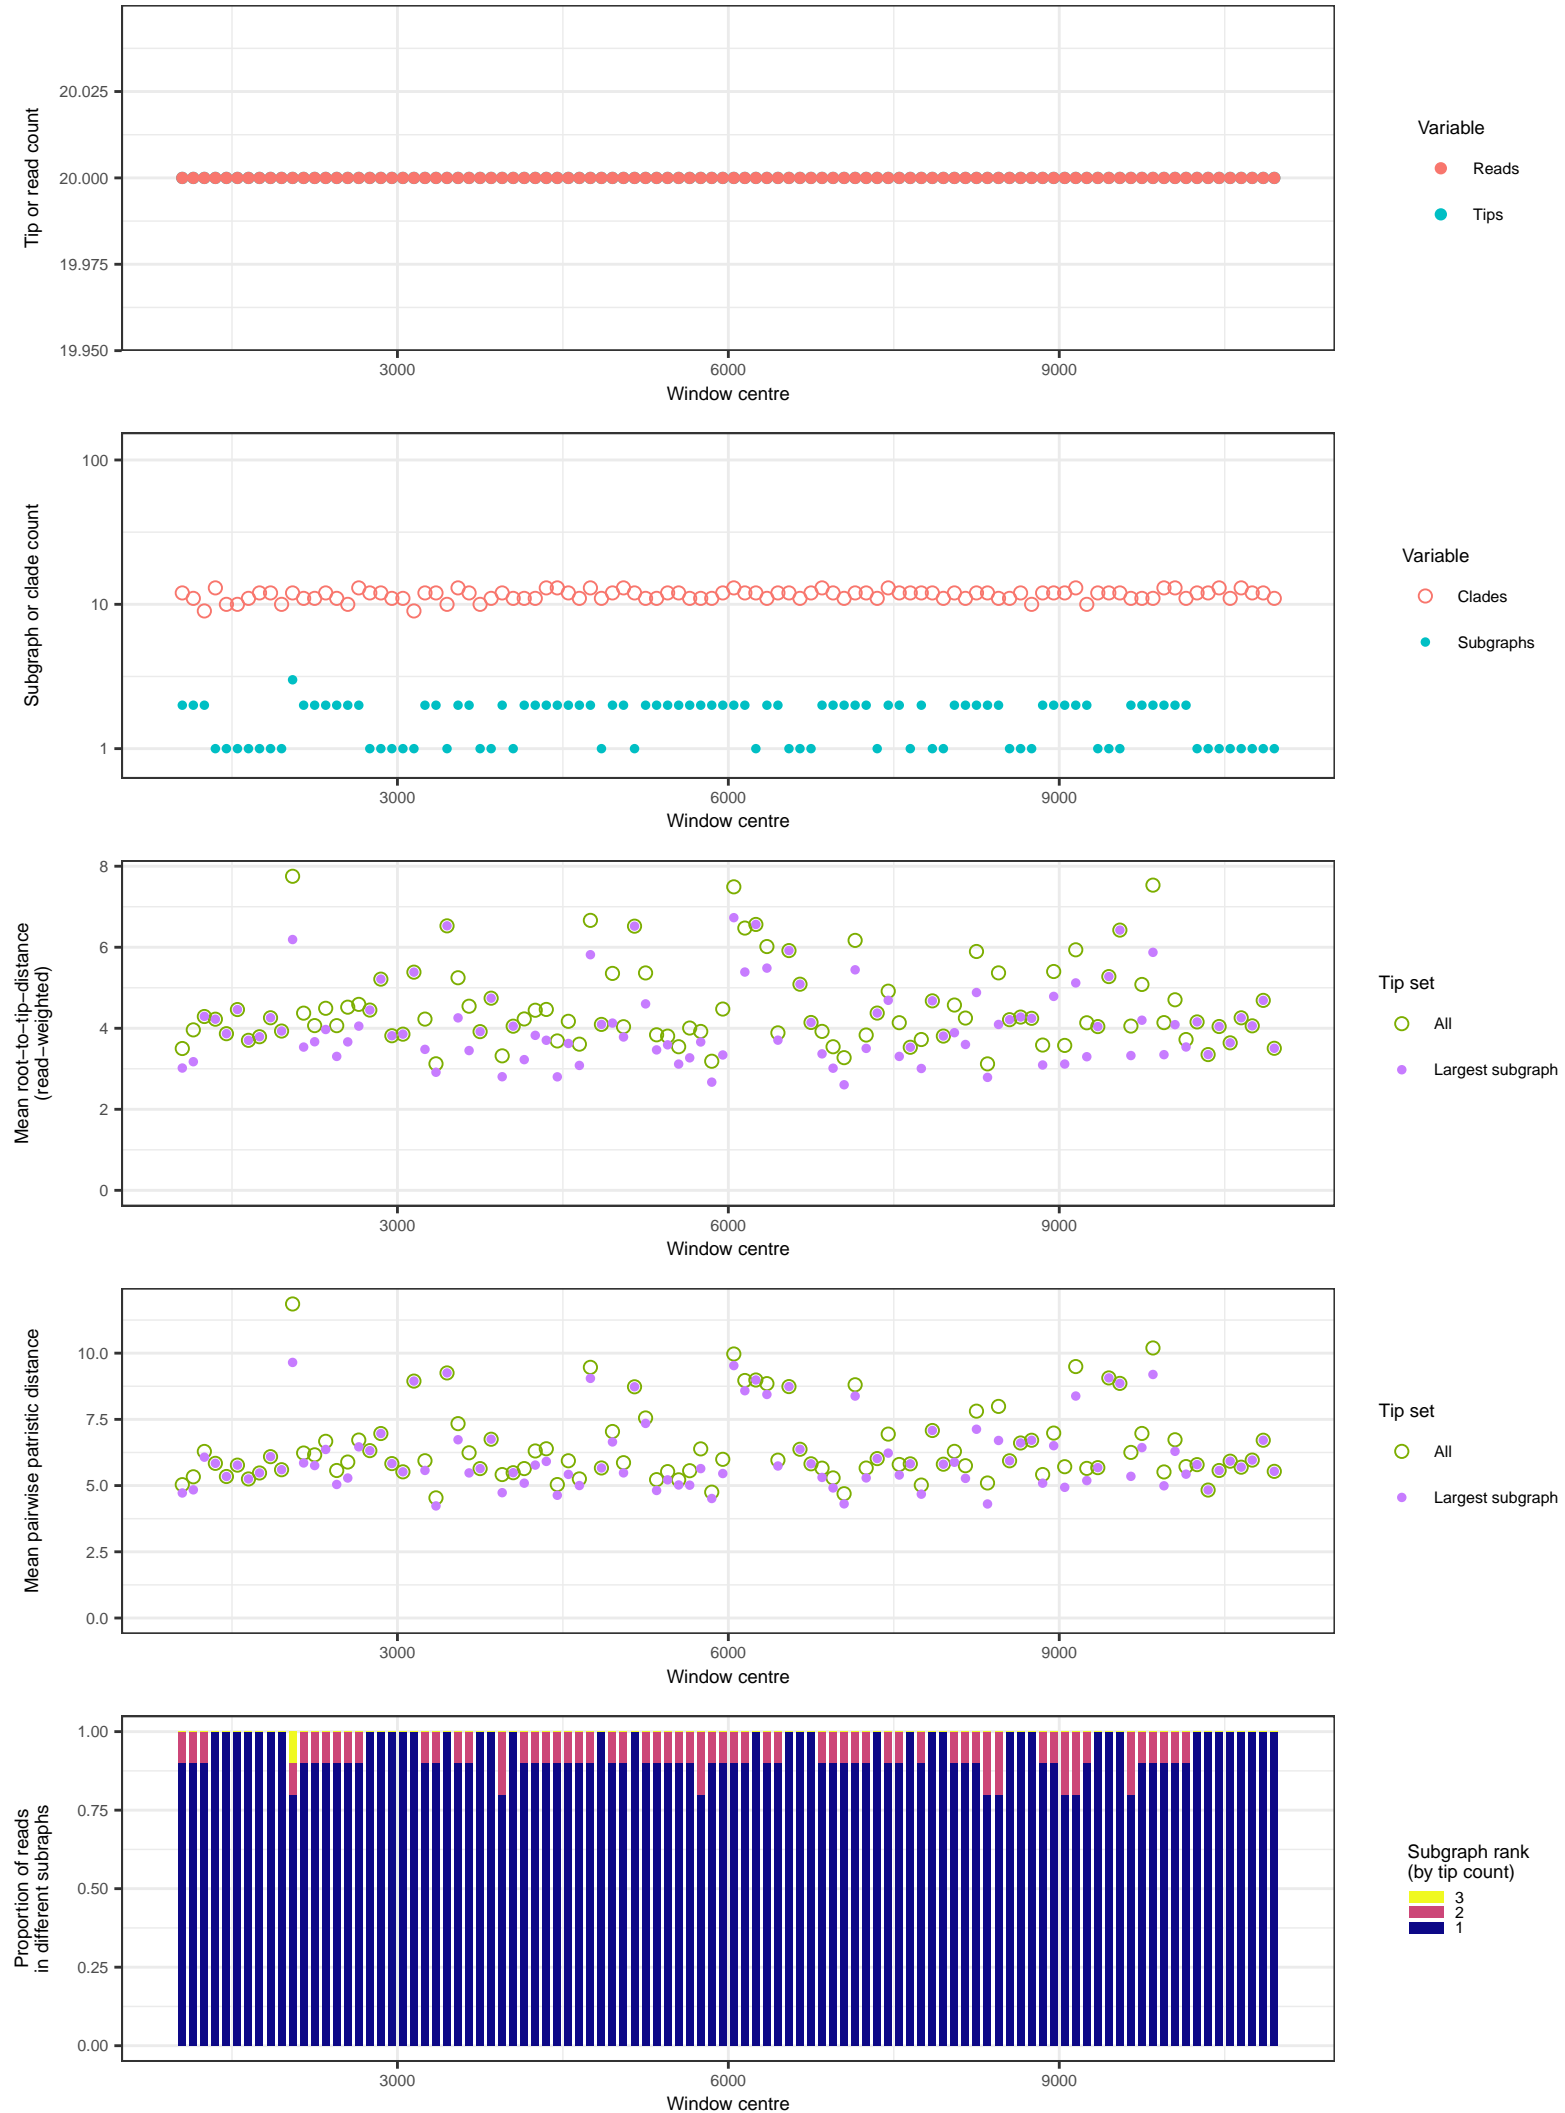 20.025
20.000
19.975
19.950
Tip or read count
3000
6000
9000
Window centre
Variable
Reads
Tips
100
10
1
Subgraph or clade count
3000
6000
9000
Window centre
Variable
Clades
Subgraphs
8
6
4
2
0
Mean root−to−tip−distance
(read−weighted)
3000
6000
9000
Window centre
Tip set
All
Largest subgraph
10.0
7.5
5.0
2.5
0.0
Mean pairwise patristic distance
3000
6000
9000
Window centre
Tip set
All
Largest subgraph
1.00
0.75
0.50
0.25
0.00
Proportion of reads
in different subraphs
3000
6000
9000
Window centre
Subgraph rank
(by tip count)
3
2
1